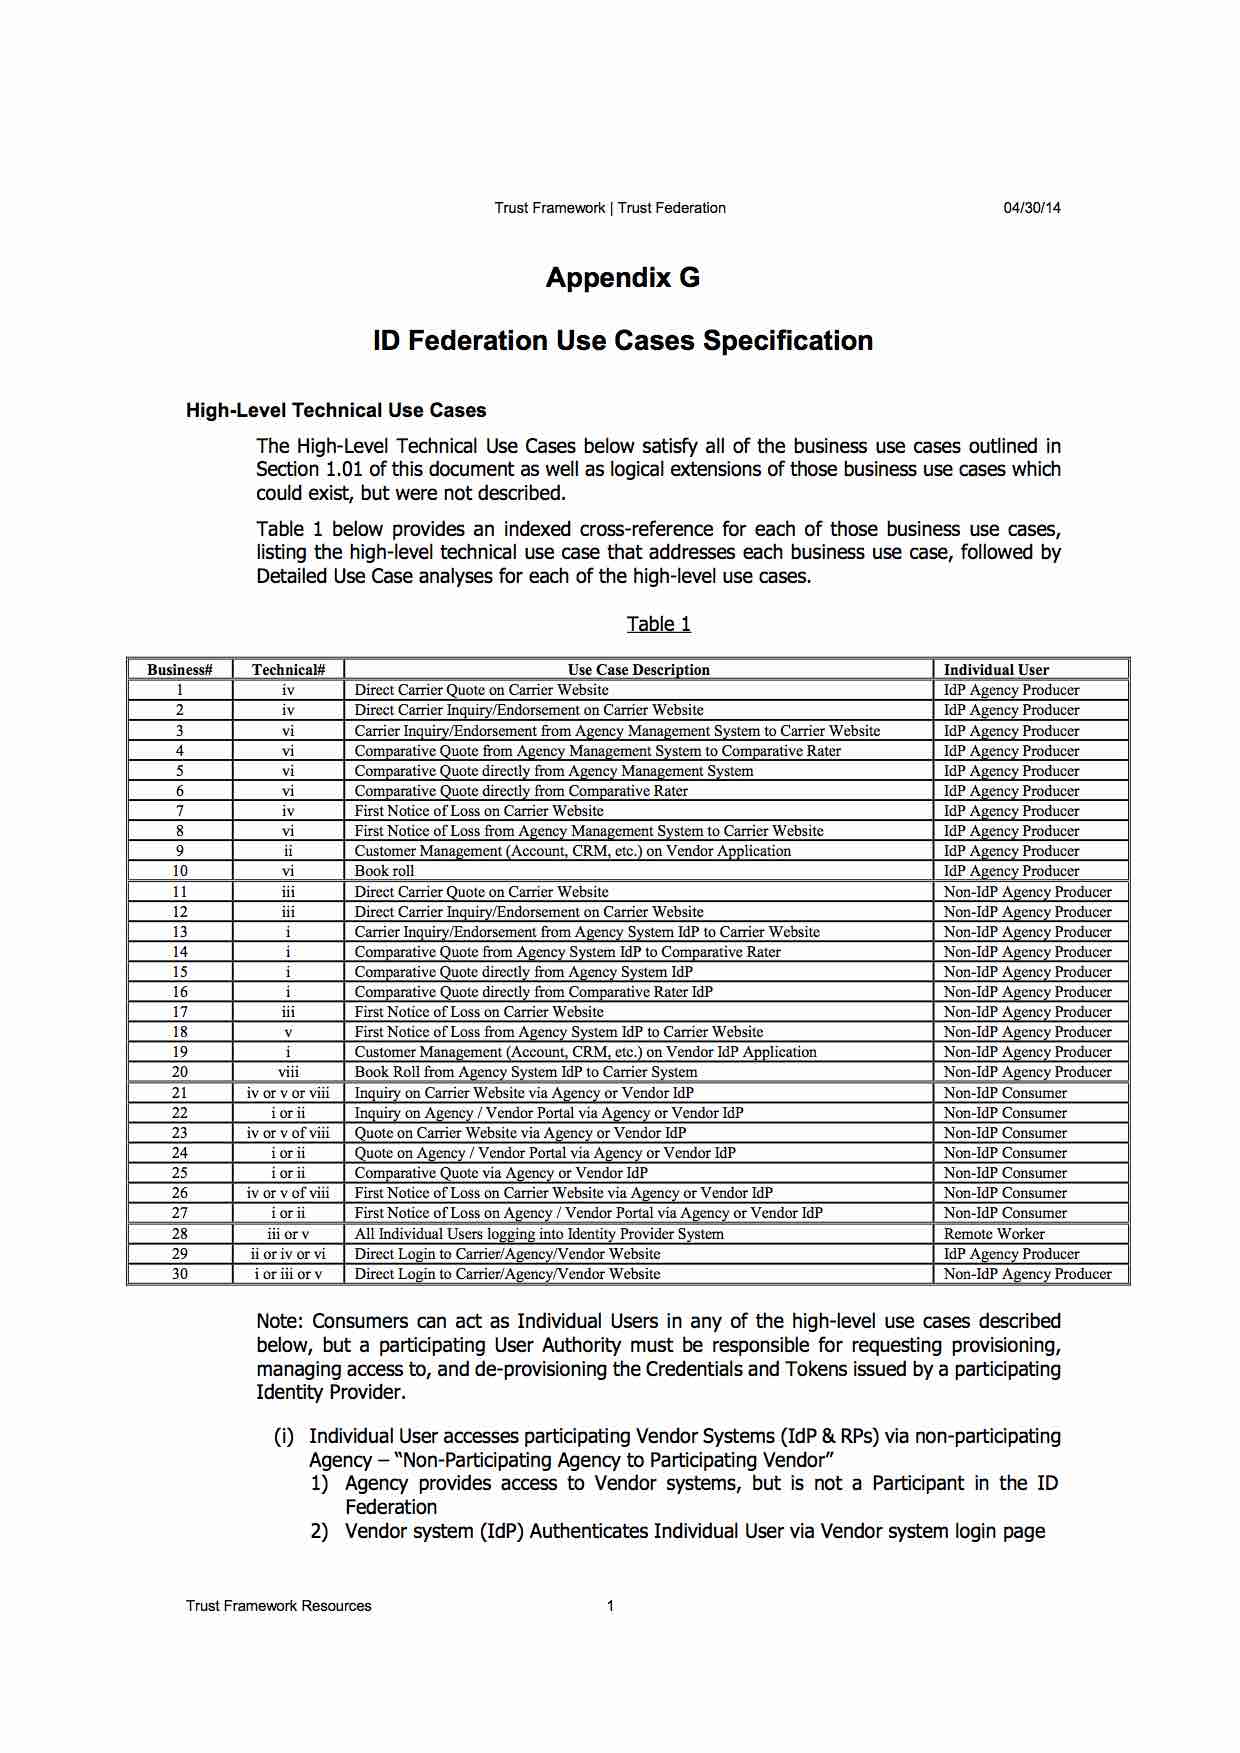 Trust Framework | Trust Federation 04/30/14
Appendix G
ID Federation Use Cases Specification
High-Level Technical Use Cases
The High-Level Technical Use Cases below satisfy all of the business use cases outlined in
Section 1.01 of this document as well as logical extensions of those business use cases which
could exist, but were not described.
Table 1 below provides an indexed cross-reference for each of those business use cases,
listing the high-level technical use case that addresses each business use case, followed by
Detailed Use Case analyses for each of the high-level use cases.
Table 1
Business# Technical# Use Case Description Individual User
1 iv Direct Carrier Quote on Carrier Website IdP Agency Producer
2 iv Direct Carrier Inquiry/Endorsement on Carrier Website IdP Agency Producer
3 vi Carrier Inquiry/Endorsement from Agency Management System to Carrier Website IdP Agency Producer
4 vi Comparative Quote from Agency Management System to Comparative Rater IdP Agency Producer
5 vi Comparative Quote directly from Agency Management System IdP Agency Producer
6 vi Comparative Quote directly from Comparative Rater IdP Agency Producer
7 iv First Notice of Loss on Carrier Website IdP Agency Producer
8 vi First Notice of Loss from Agency Management System to Carrier Website IdP Agency Producer
9 ii Customer Management (Account, CRM, etc.) on Vendor Application IdP Agency Producer
10 vi Book roll IdP Agency Producer
11 iii Direct Carrier Quote on Carrier Website Non-IdP Agency Producer
12 iii Direct Carrier Inquiry/Endorsement on Carrier Website Non-IdP Agency Producer
13 i Carrier Inquiry/Endorsement from Agency System IdP to Carrier Website Non-IdP Agency Producer
14 i Comparative Quote from Agency System IdP to Comparative Rater Non-IdP Agency Producer
15 i Comparative Quote directly from Agency System IdP Non-IdP Agency Producer
16 i Comparative Quote directly from Comparative Rater IdP Non-IdP Agency Producer
17 iii First Notice of Loss on Carrier Website Non-IdP Agency Producer
18 v First Notice of Loss from Agency System IdP to Carrier Website Non-IdP Agency Producer
19 i Customer Management (Account, CRM, etc.) on Vendor IdP Application Non-IdP Agency Producer
20 viii Book Roll from Agency System IdP to Carrier System Non-IdP Agency Producer
21 iv or v or viii Inquiry on Carrier Website via Agency or Vendor IdP Non-IdP Consumer
22 i or ii Inquiry on Agency / Vendor Portal via Agency or Vendor IdP Non-IdP Consumer
23 iv or v of viii Quote on Carrier Website via Agency or Vendor IdP Non-IdP Consumer
24 i or ii Quote on Agency / Vendor Portal via Agency or Vendor IdP Non-IdP Consumer
25 i or ii Comparative Quote via Agency or Vendor IdP Non-IdP Consumer
26 iv or v of viii First Notice of Loss on Carrier Website via Agency or Vendor IdP Non-IdP Consumer
27 i or ii First Notice of Loss on Agency / Vendor Portal via Agency or Vendor IdP Non-IdP Consumer
28 iii or v All Individual Users logging into Identity Provider System Remote Worker
29 ii or iv or vi Direct Login to Carrier/Agency/Vendor Website IdP Agency Producer
30 i or iii or v Direct Login to Carrier/Agency/Vendor Website Non-IdP Agency Producer
Note: Consumers can act as Individual Users in any of the high-level use cases described
below, but a participating User Authority must be responsible for requesting provisioning,
managing access to, and de-provisioning the Credentials and Tokens issued by a participating
Identity Provider.
(i) Individual User accesses participating Vendor Systems (IdP & RPs) via non-participating
Agency – “Non-Participating Agency to Participating Vendor”
1) Agency provides access to Vendor systems, but is not a Participant in the ID
Federation
2) Vendor system (IdP) Authenticates Individual User via Vendor system login page
Trust Framework Resources 1